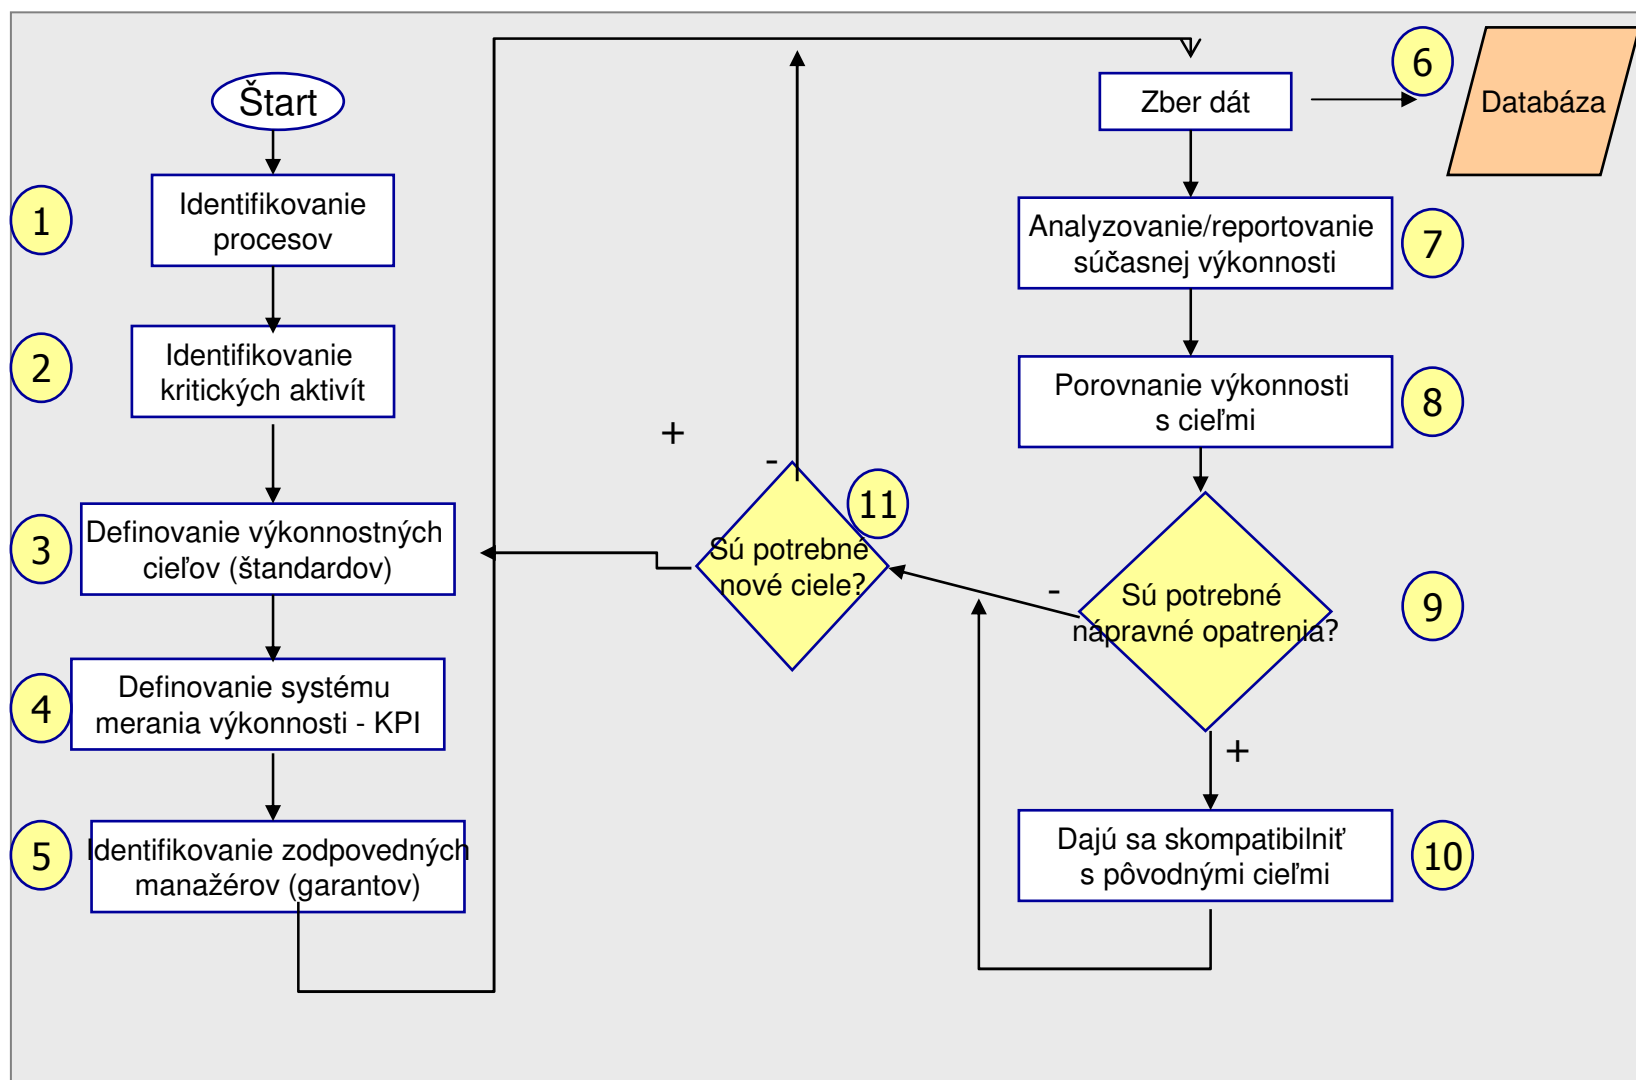 Štart
1
Identifikovanie
procesov
2
Identifikovanie
kritických aktivít
3
Definovanie výkonnostných
cieľov (štandardov)
4
Definovanie systému
merania výkonnosti - KPI
5
Identifikovanie zodpovedných
manažérov (garantov)
6
Zber dát
Databáza
Analyzovanie/reportovanie
súčasnej výkonnosti
7
Porovnanie výkonnosti
s cieľmi
8
Sú potrebné
nápravné opatrenia?
9
-
+
Dajú sa skompatibilniť
s pôvodnými cieľmi
10
11
Sú potrebné
nové ciele?
+
-